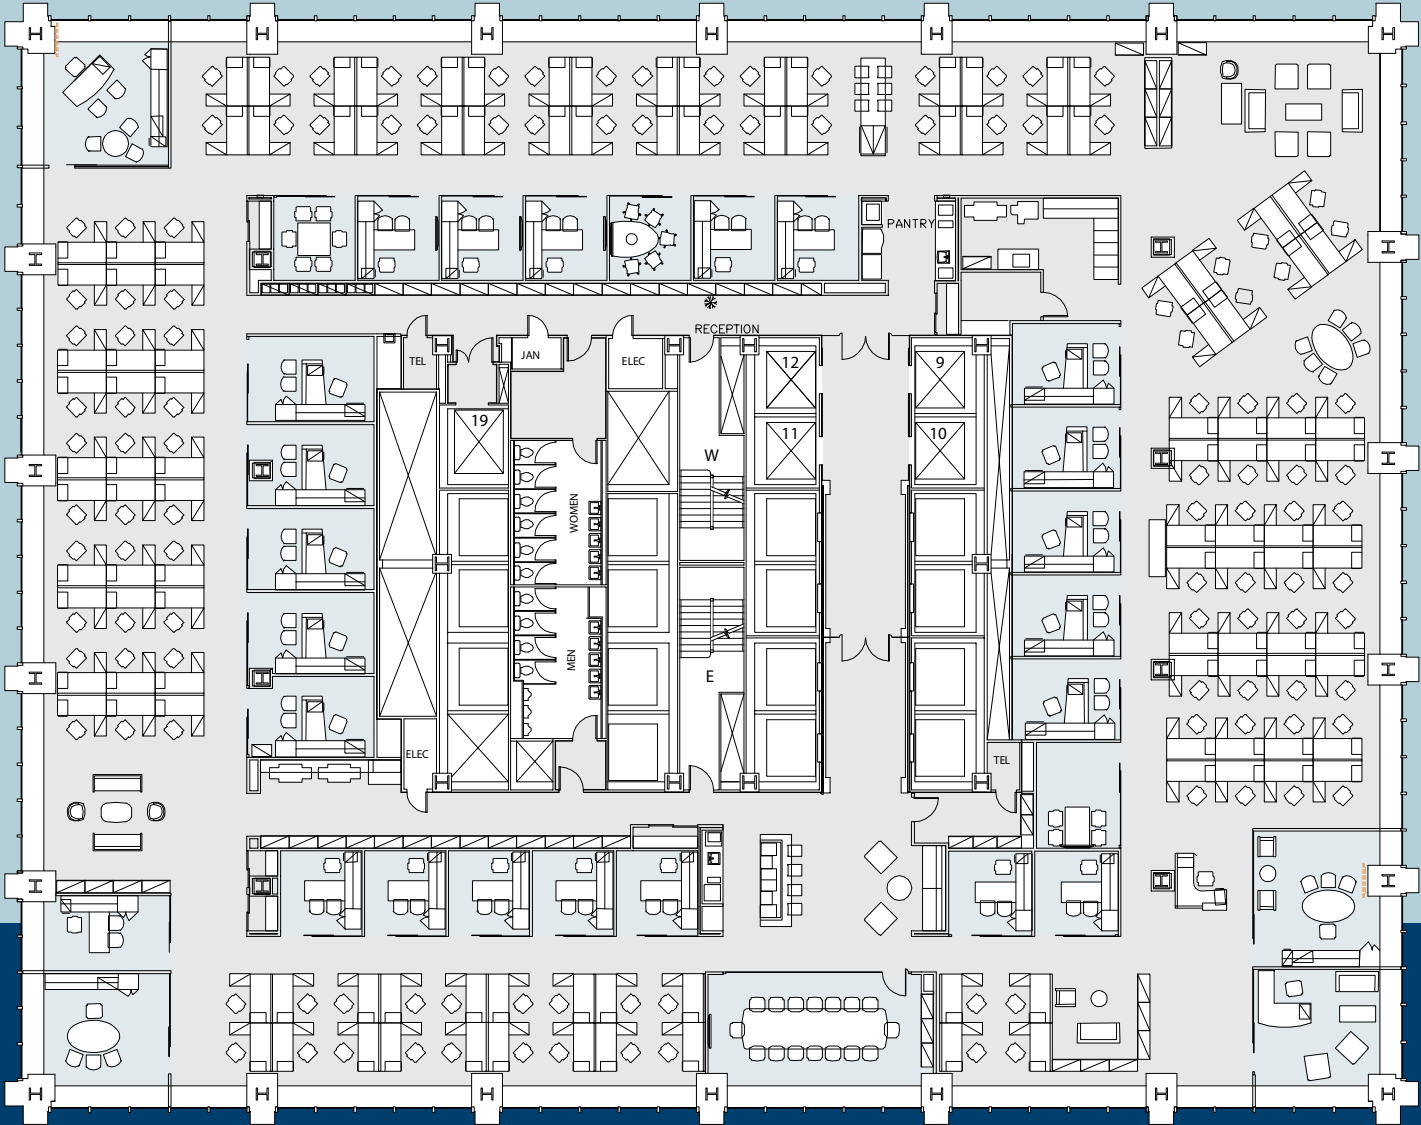 H H H H H H H
PANTRY
H H H H
RECEPTION
TEL H JAN ELEC H H 12 9 H
19 11 10
W
H H H H
WOMEN
H H
MEN
H H E H H
ELEC TEL
H H H H
H H H H
H H H H H H H